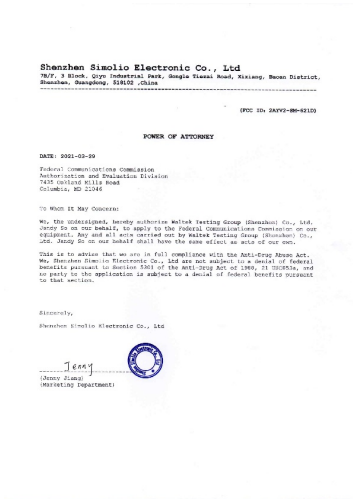 Shenzhen Simolio Electronic Co., Ltd
7B/F, 3 Block, Qiyu Industrial Park, Gongle Tiezai Road, Xixiang, Baoan District,
Shenzhen, Guangdong, 518102 ,China
(FCC ID: 2AYV2-SM-621D)
POWER OF ATTORNEY
DATE: 2021-03-29
Federal Communications Commission
Authorization and Evaluation Division
7435 Oakland Mills Road
Columbia, MD 21046
To Whom It May Concern:
We, the undersigned, hereby authorize Waltek Testing Group (Shenzhen) Co., Ltd.
Jandy So on our behalf, to apply to the Federal Communications Commission on our
equipment. Any and all acts carried out by Waltek Testing Group (Shenzhen) Co.,
Ltd. Jandy So on our behalf shall have the same effect as acts of our own.
This is to advise that we are in full compliance with the Anti-Drug Abuse Act.
We, Shenzhen Simolio Electronic Co., Ltd are not subject to a denial of federal
benefits pursuant to Section 5301 of the Anti-Drug Act of 1988, 21 USC853a, and
no party to the application is subject to a denial of federal benefits pursuant
to that section.
Sincerely,
Shenzhen Simolio Electronic Co., Ltd
Jenny
(Jenny Jiang)
(Marketing Department)